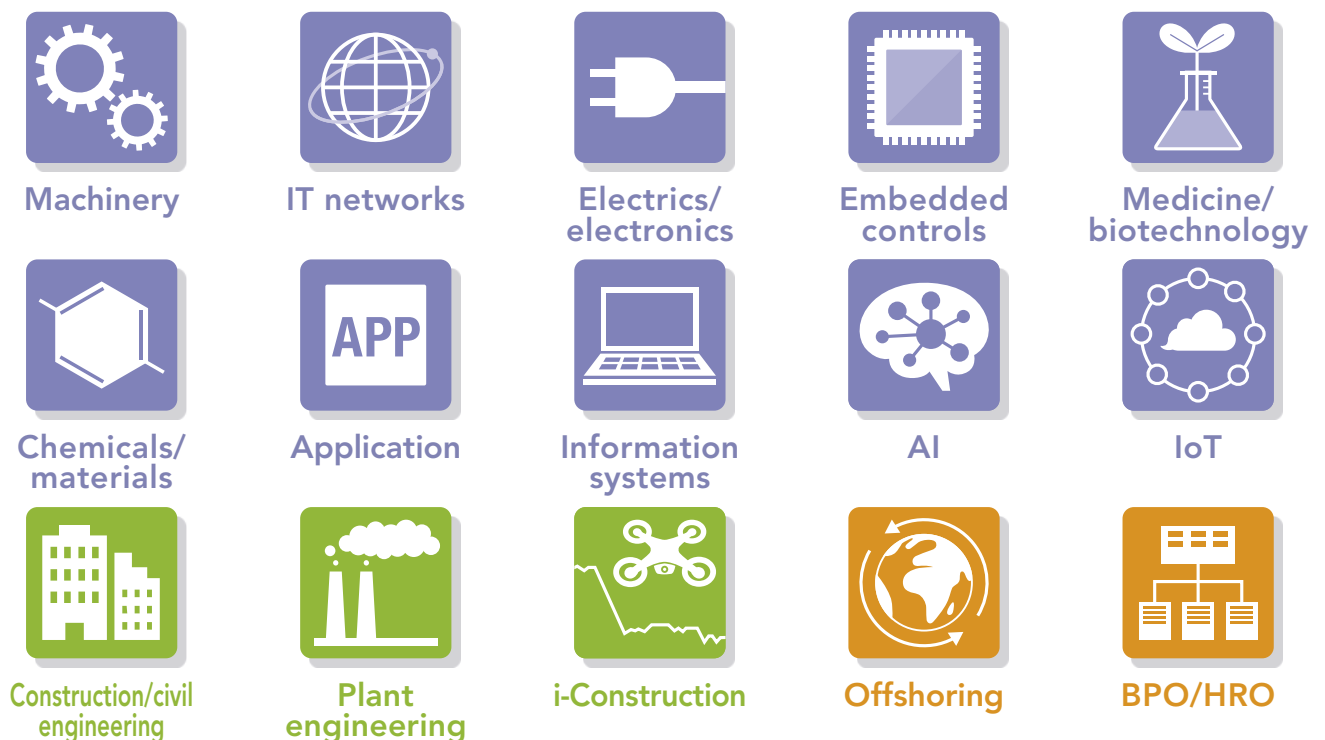 Machinery
IT networks
Electrics/
electronics
Embedded
controls
Medicine/
biotechnology
Chemicals/
materials
APP
Application
Information
systems
AI
IoT
Construction/civil
engineering
Plant
engineering
i-Construction
Offshoring
BPO/HRO